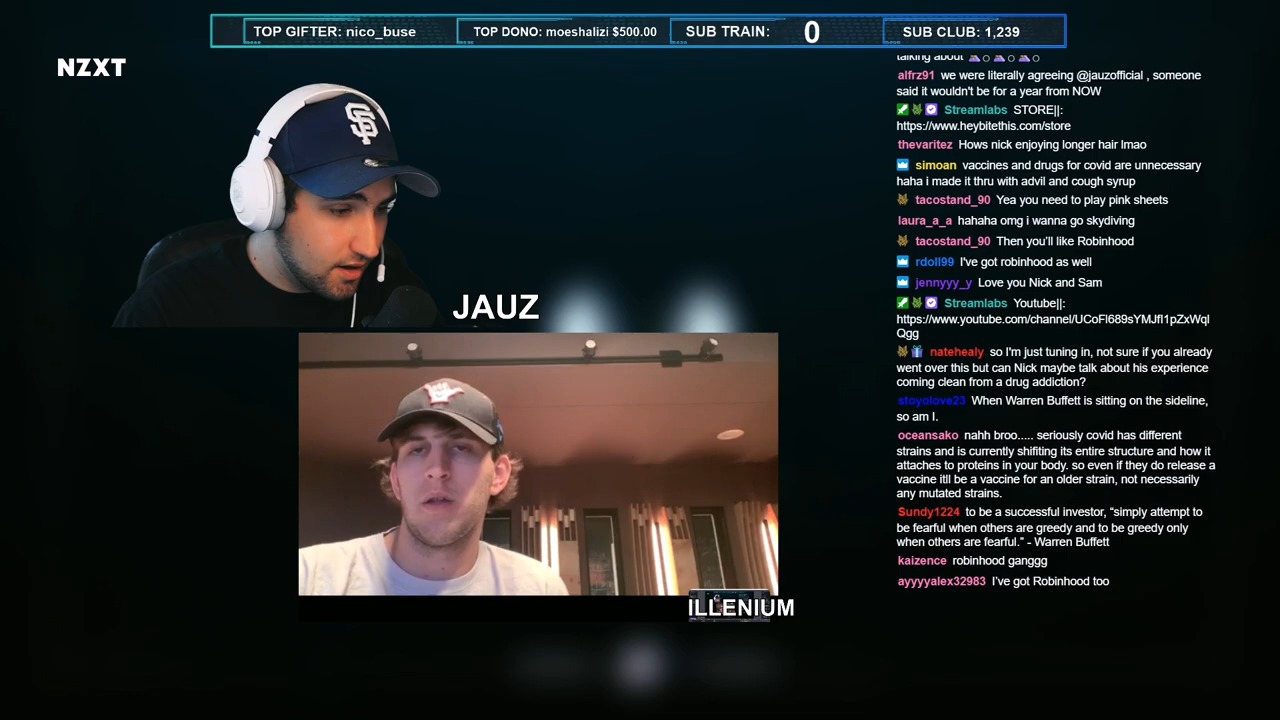 TOP GIFTER: nico_buse
TOP DONO: moeshalizi $500.00
SUB TRAIN: 0
SUB CLUB: 1,239
NZXT
SF
JAUZ
ILLENIUM
talking about
alfrz91 we were literally agreeing @jauzofficial , someone
said it wouldn't be for a year from NOW
Streamlabs STORE||:
https://www.heybitethis.com/store
thevaritez Hows nick enjoying longer hair lmao
simoan vaccines and drugs for covid are unnecessary
haha i made it thru with advil and cough syrup
tacostand_90 Yea you need to play pink sheets
laura_a_a hahaha omg i wanna go skydiving
tacostand_90 Then you'll like Robinhood
rdoll99 I've got robinhood as well
jennyyy_y Love you Nick and Sam
Streamlabs Youtube||:
https://www.youtube.com/channel/UCoFl689sYMJfl1pZxWql
Qgg
natehealy so I'm just tuning in, not sure if you already
went over this but can Nick maybe talk about his experience
coming clean from a drug addiction?
stoyolove23 When Warren Buffett is sitting on the sideline,
so am I.
oceansako nahh broo..... seriously covid has different
strains and is currently shifiting its entire structure and how it
attaches to proteins in your body. so even if they do release a
vaccine itll be a vaccine for an older strain, not necessarily
any mutated strains.
Sundy1224 to be a successful investor, “simply attempt to
be fearful when others are greedy and to be greedy only
when others are fearful.” - Warren Buffett
kaizence robinhood ganggg
ayyyyalex32983 I've got Robinhood too